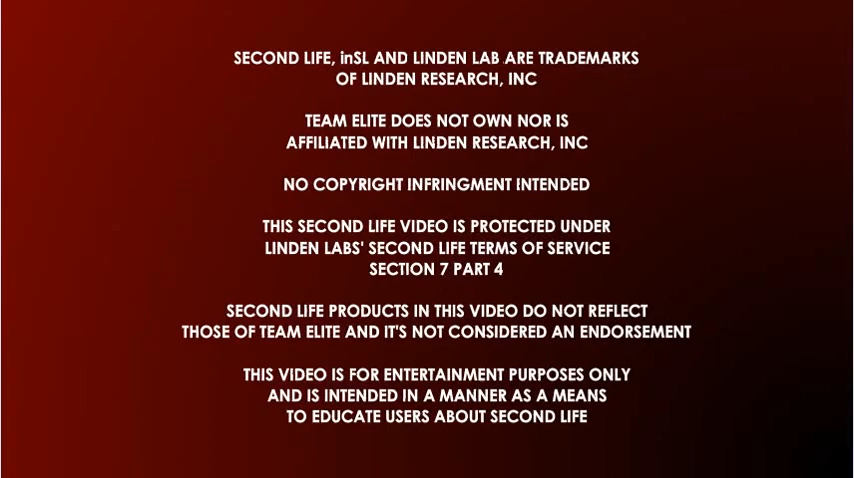 SECOND LIFE, inSL AND LINDEN LAB ARE TRADEMARKS
OF LINDEN RESEARCH, INC
TEAM ELITE DOES NOT OWN NOR IS
AFFILIATED WITH LINDEN RESEARCH, INC
NO COPYRIGHT INFRINGMENT INTENDED
THIS SECOND LIFE VIDEO IS PROTECTED UNDER
LINDEN LABS' SECOND LIFE TERMS OF SERVICE
SECTION 7 PART 4
SECOND LIFE PRODUCTS IN THIS VIDEO DO NOT REFLECT
THOSE OF TEAM ELITE AND IT'S NOT CONSIDERED AN ENDORSEMENT
THIS VIDEO IS FOR ENTERTAINMENT PURPOSES ONLY
AND IS INTENDED IN A MANNER AS A MEANS
TO EDUCATE USERS ABOUT SECOND LIFE